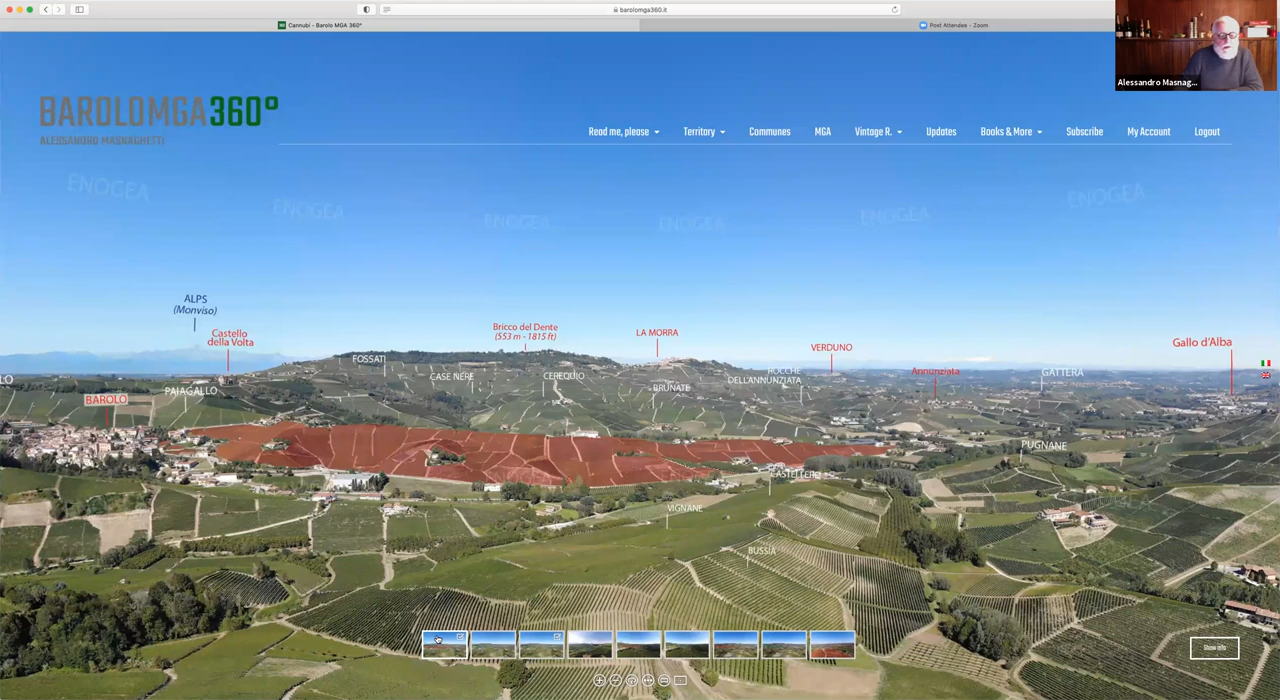 barolomga360.it
Cannubi - Barolo MGA 360°
Post Attendee - Zoom
Alessandro Masnag...
BAROLOMGA360°
ALESSANDRO MASNAGHETTI
Read me, please
Territory
Communes
MGA
Vintage R.
Updates
Books & More
Subscribe
My Account
Logout
ENOGEA
ENOGEA
ENOGEA
ENOGEA
ENOGEA
ENOGEA
ALPS
(Monviso)
Castello
della Volta
Bricco del Dente
(553 m - 1815 ft)
LA MORRA
VERDUNO
Gallo d'Alba
FOSSATI
CASE NERE
CEREQUIO
BRUNATE
ROCCHE
DELL'ANNUNZIATA
Annunziata
GATTERA
LO
BAROLO
PAIAGALLO
PUGNANE
CASTELLERO
VIGNANE
BUSSIA
Show info